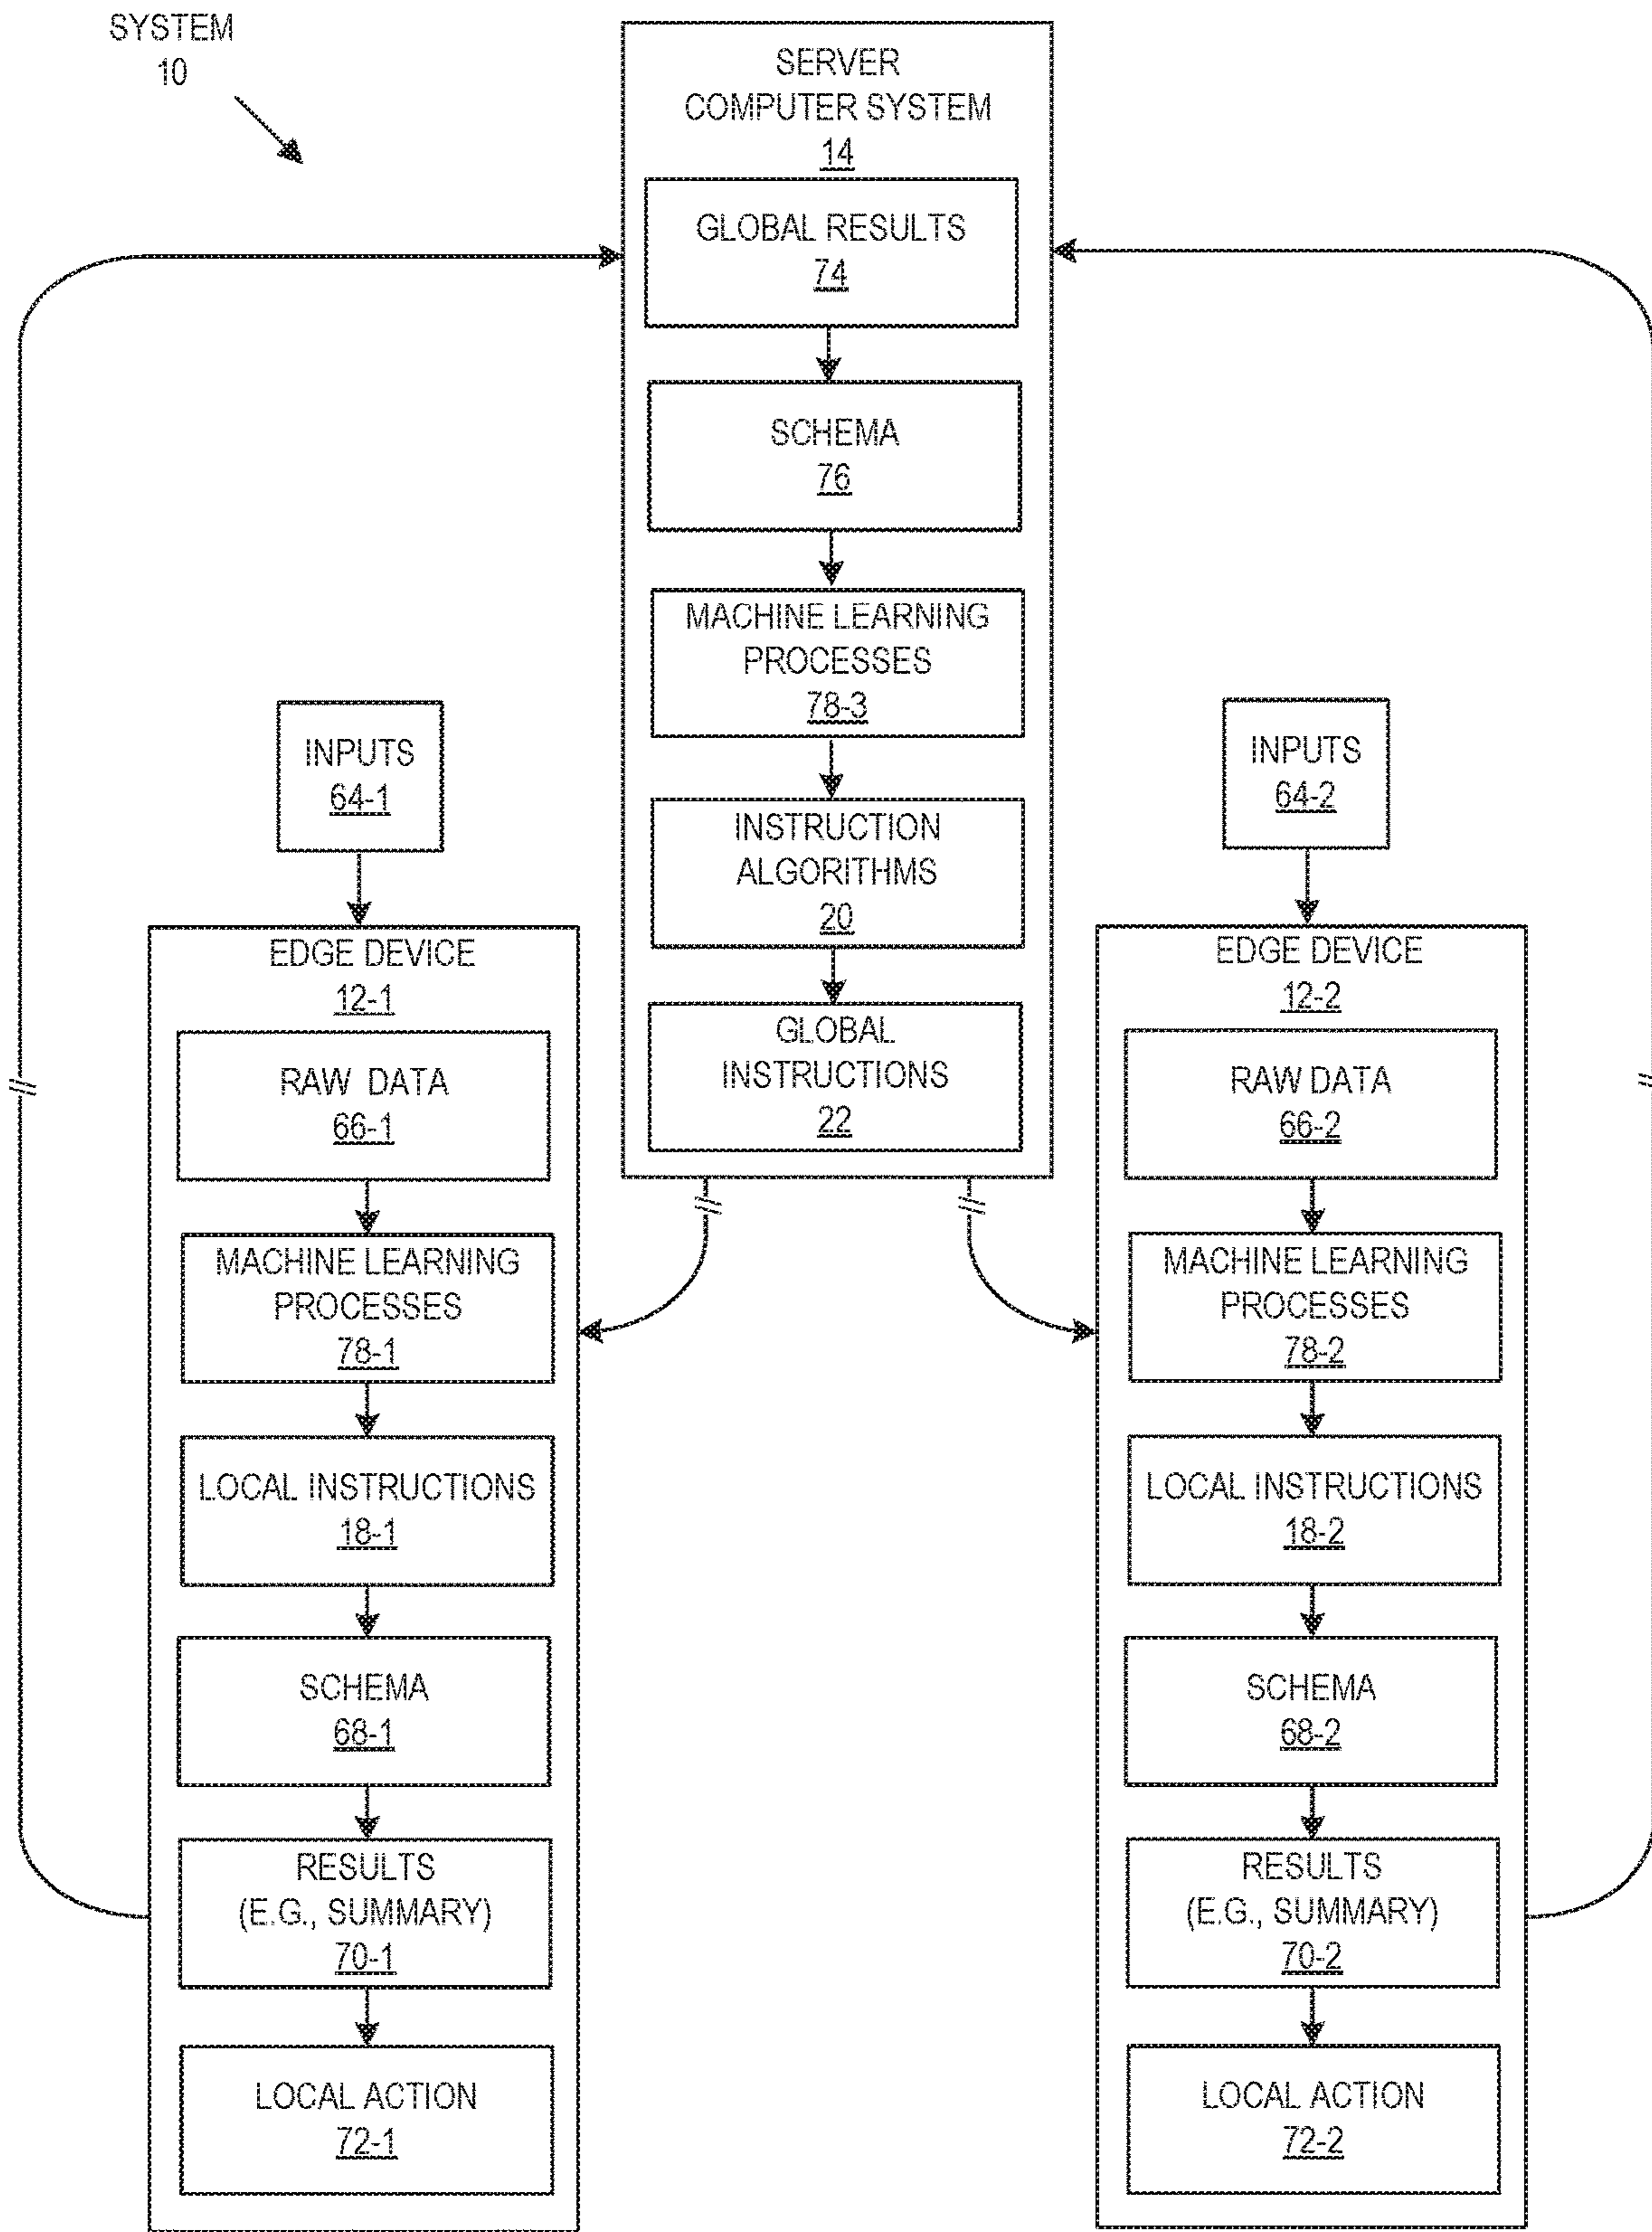 SYSTEM
10
SERVER
COMPUTER SYSTEM
14
GLOBAL RESULTS
74
SCHEMA
76
MACHINE LEARNING
PROCESSES
78-3
INSTRUCTION
ALGORITHMS
20
GLOBAL
INSTRUCTIONS
22
INPUTS
64-1
EDGE DEVICE
12-1
RAW DATA
66-1
MACHINE LEARNING
PROCESSES
78-1
LOCAL INSTRUCTIONS
18-1
SCHEMA
68-1
RESULTS
(E.G., SUMMARY)
70-1
LOCAL ACTION
72-1
INPUTS
64-2
EDGE DEVICE
12-2
RAW DATA
66-2
MACHINE LEARNING
PROCESSES
78-2
LOCAL INSTRUCTIONS
18-2
SCHEMA
68-2
RESULTS
(E.G., SUMMARY)
70-2
LOCAL ACTION
72-2